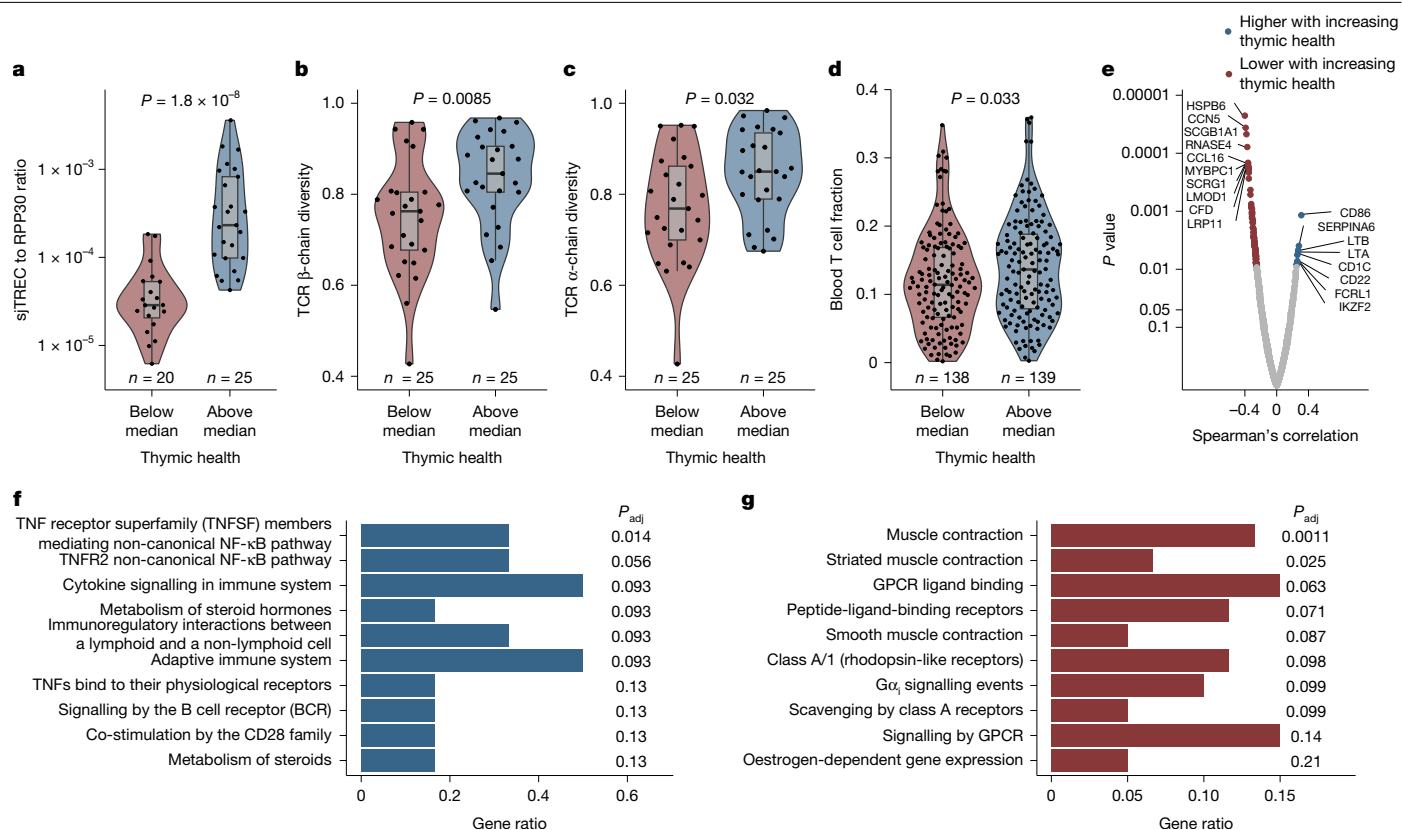 Higher with increasing
thymic health
Lower with increasing
thymic health
a
P = 1.8 × 10⁻⁸
sjTREC to RPP30 ratio
1 × 10⁻³
1 × 10⁻⁴
1 × 10⁻⁵
n = 20
n = 25
Below
median
Above
median
Thymic health
b
P = 0.0085
TCR β-chain diversity
1.0
0.8
0.6
0.4
n = 25
n = 25
Below
median
Above
median
Thymic health
c
P = 0.032
TCR α-chain diversity
1.0
0.8
0.6
0.4
n = 25
n = 25
Below
median
Above
median
Thymic health
d
P = 0.033
Blood T cell fraction
0.4
0.3
0.2
0.1
0
n = 138
n = 139
Below
median
Above
median
Thymic health
e
P value
0.00001
0.0001
0.001
0.01
0.05
0.1
HSPB6
CCN5
SCGB1A1
RNASE4
CCL16
MYBPC1
SCRG1
LMOD1
CFD
LRP11
CD86
SERPINA6
LTB
LTA
CD1C
CD22
FCRL1
IKZF2
−0.4 0 0.4
Spearman's correlation
f
P adj
TNF receptor superfamily (TNFSF) members
mediating non-canonical NF-κB pathway 0.014
TNFR2 non-canonical NF-κB pathway 0.056
Cytokine signalling in immune system 0.093
Metabolism of steroid hormones 0.093
Immunoregulatory interactions between
a lymphoid and a non-lymphoid cell 0.093
Adaptive immune system 0.093
TNFs bind to their physiological receptors 0.13
Signalling by the B cell receptor (BCR) 0.13
Co-stimulation by the CD28 family 0.13
Metabolism of steroids 0.13
0 0.2 0.4 0.6
Gene ratio
g
P adj
Muscle contraction 0.0011
Striated muscle contraction 0.025
GPCR ligand binding 0.063
Peptide-ligand-binding receptors 0.071
Smooth muscle contraction 0.087
Class A/1 (rhodopsin-like receptors) 0.098
Gαi signalling events 0.099
Scavenging by class A receptors 0.099
Signalling by GPCR 0.14
Oestrogen-dependent gene expression 0.21
0 0.05 0.10 0.15
Gene ratio